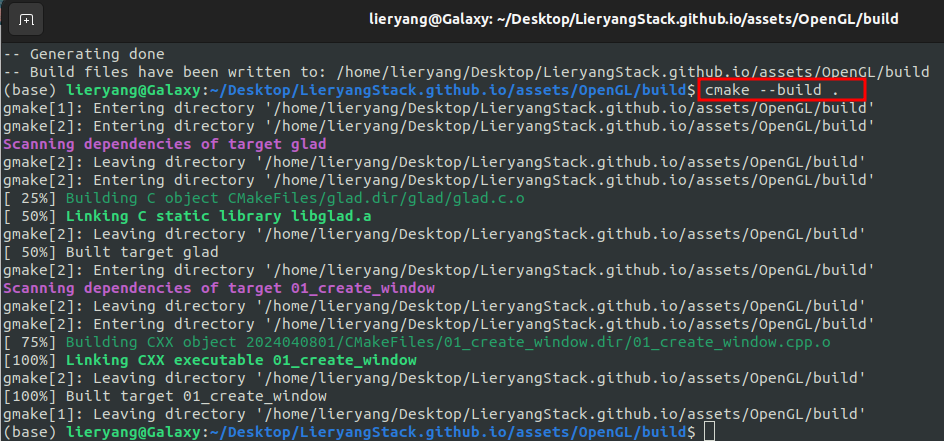 lieryang@Galaxy: ~/Desktop/LieryangStack.github.io/assets/OpenGL/build
-- Generating done
-- Build files have been written to: /home/lieryang/Desktop/LieryangStack.github.io/assets/OpenGL/build
(base) lieryang@Galaxy:~/Desktop/LieryangStack.github.io/assets/OpenGL/build$ cmake --build .
gmake[1]: Entering directory '/home/lieryang/Desktop/LieryangStack.github.io/assets/OpenGL/build'
gmake[2]: Entering directory '/home/lieryang/Desktop/LieryangStack.github.io/assets/OpenGL/build'
Scanning dependencies of target glad
gmake[2]: Leaving directory '/home/lieryang/Desktop/LieryangStack.github.io/assets/OpenGL/build'
gmake[2]: Entering directory '/home/lieryang/Desktop/LieryangStack.github.io/assets/OpenGL/build'
[ 25%] Building C object CMakeFiles/glad.dir/glad/glad.c.o
[ 50%] Linking C static library libglad.a
gmake[2]: Leaving directory '/home/lieryang/Desktop/LieryangStack.github.io/assets/OpenGL/build'
[ 50%] Built target glad
gmake[2]: Entering directory '/home/lieryang/Desktop/LieryangStack.github.io/assets/OpenGL/build'
Scanning dependencies of target 01_create_window
gmake[2]: Leaving directory '/home/lieryang/Desktop/LieryangStack.github.io/assets/OpenGL/build'
gmake[2]: Entering directory '/home/lieryang/Desktop/LieryangStack.github.io/assets/OpenGL/build'
[ 75%] Building CXX object 2024040801/CMakeFiles/01_create_window.dir/01_create_window.cpp.o
[100%] Linking CXX executable 01_create_window
gmake[2]: Leaving directory '/home/lieryang/Desktop/LieryangStack.github.io/assets/OpenGL/build'
[100%] Built target 01_create_window
gmake[1]: Leaving directory '/home/lieryang/Desktop/LieryangStack.github.io/assets/OpenGL/build'
(base) lieryang@Galaxy:~/Desktop/LieryangStack.github.io/assets/OpenGL/build$